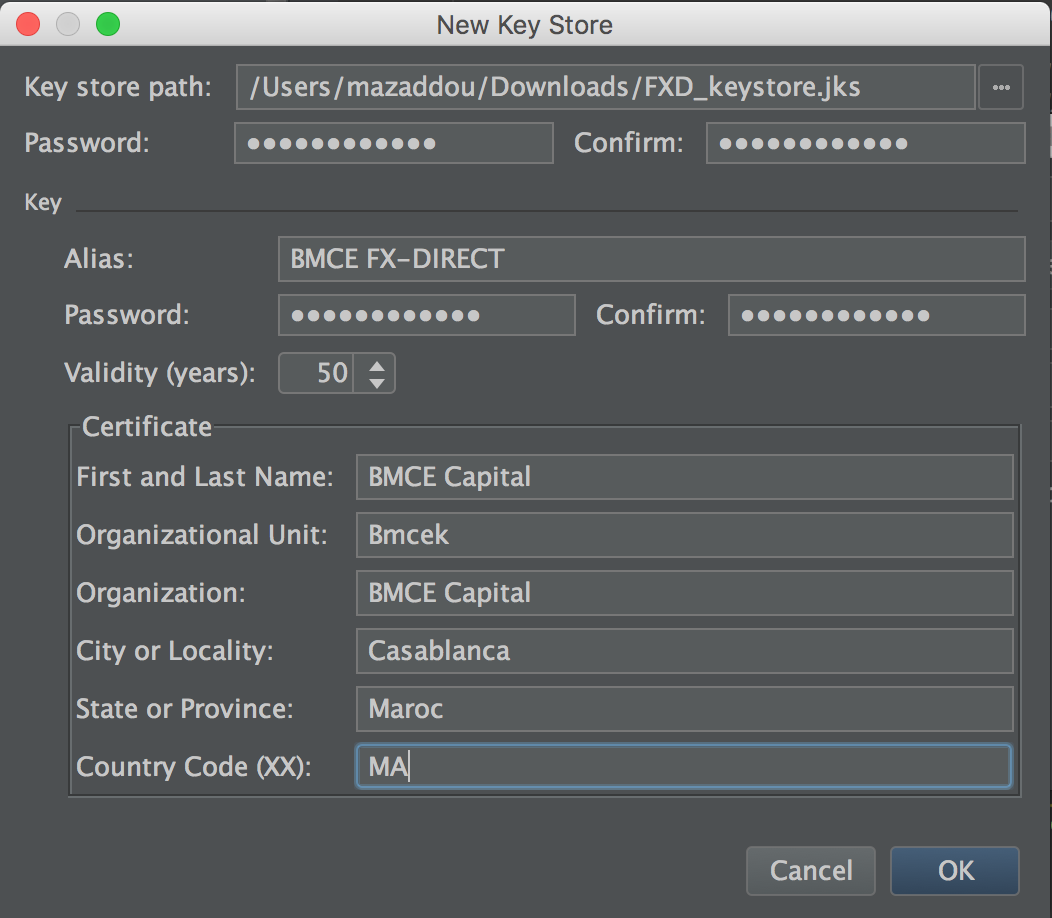 New Key Store
Key store path: /Users/mazaddou/Downloads/FXD_keystore.jks ...
Password: •••••••••••• Confirm: ••••••••••••
Key
Alias: BMCE FX-DIRECT
Password: •••••••••••• Confirm: ••••••••••••
Validity (years): 50
Certificate
First and Last Name: BMCE Capital
Organizational Unit: Bmcek
Organization: BMCE Capital
City or Locality: Casablanca
State or Province: Maroc
Country Code (XX): MA
Cancel OK